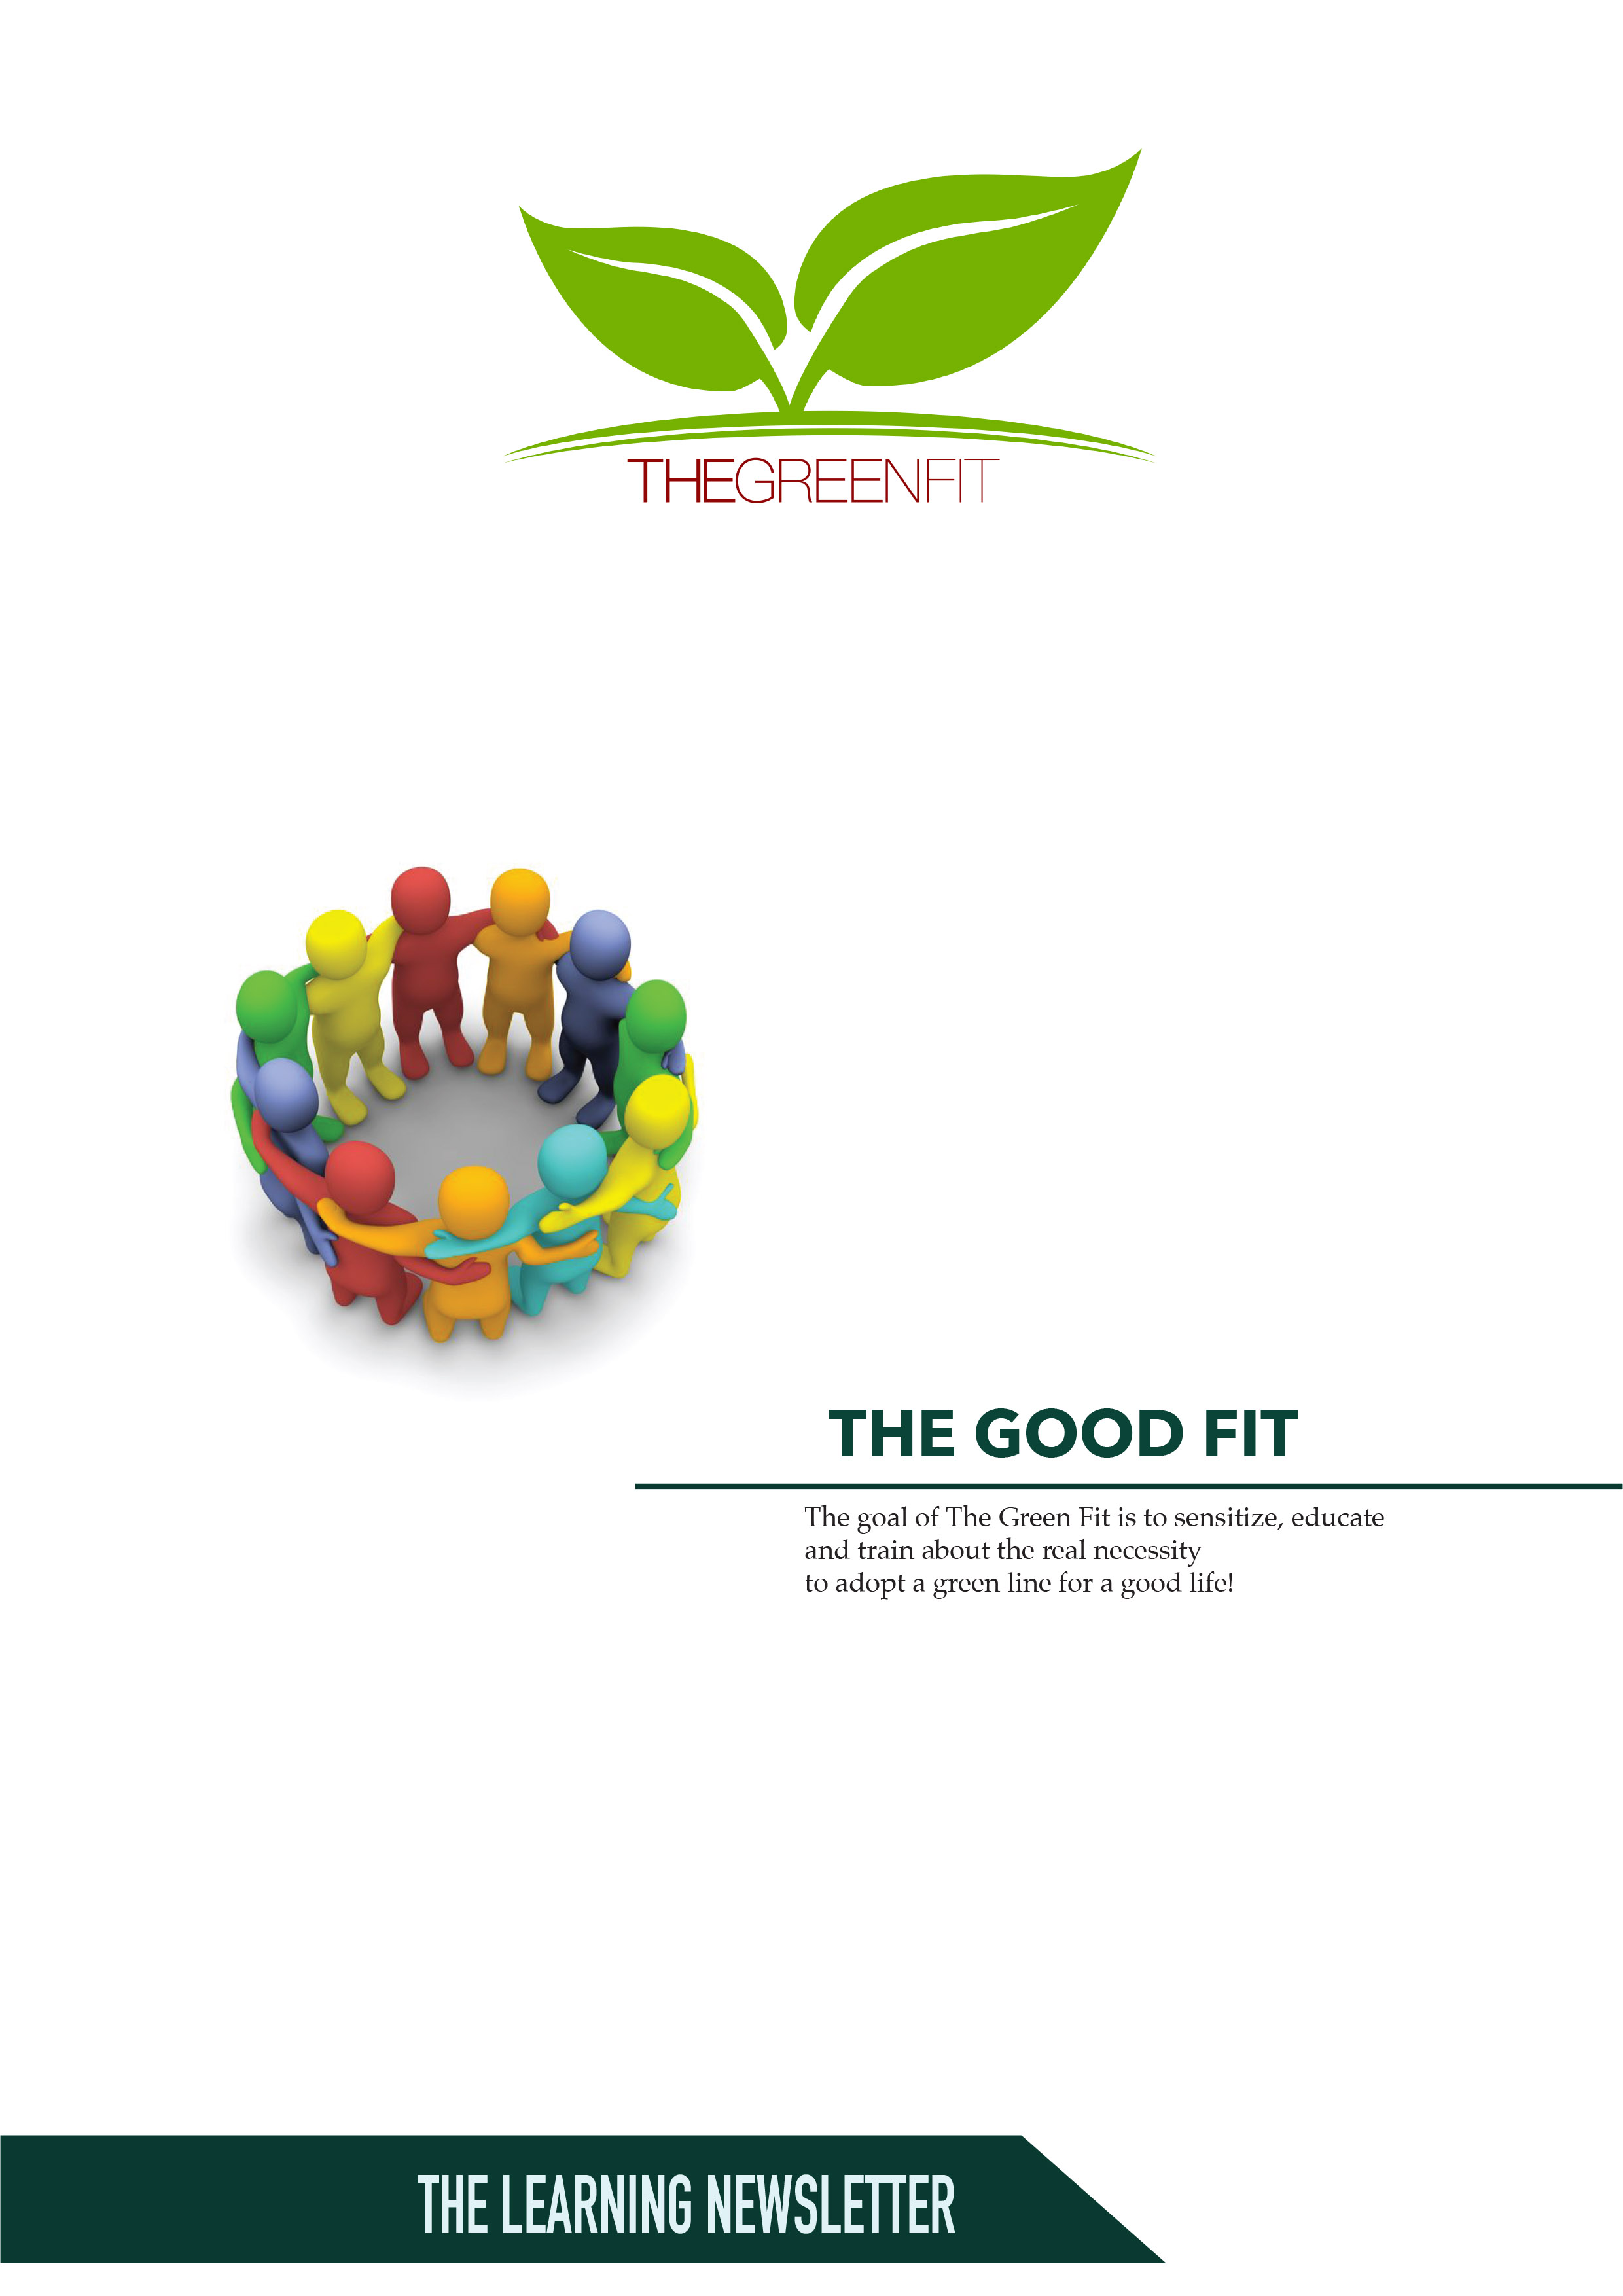 THEGREENFIT
THE GOOD FIT
The goal of The Green Fit is to sensitize, educate
and train about the real necessity
to adopt a green line for a good life!
THE LEARNING NEWSLETTER